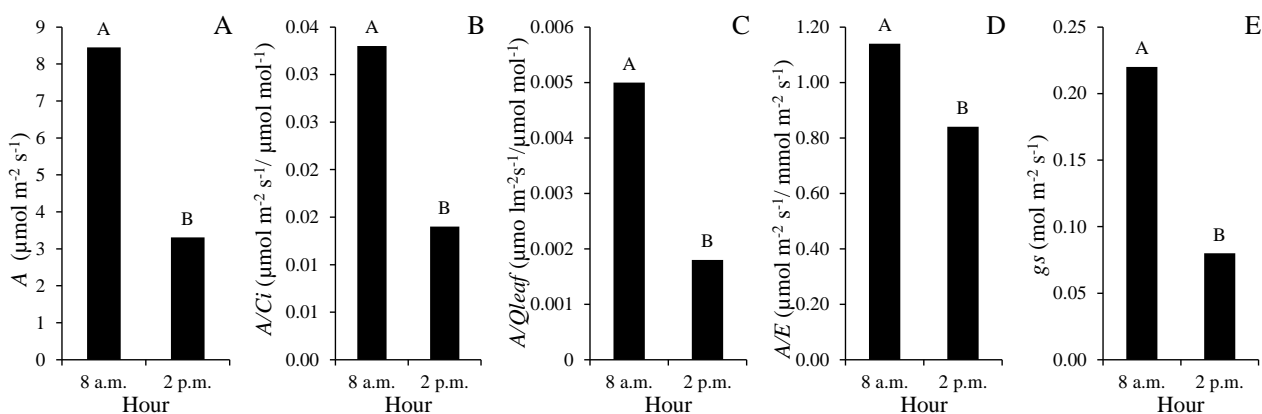 A
A (µmol m-2 s-1)
9
8
7
6
5
4
3
2
1
0
A
B
8 a.m.
2 p.m.
Hour
B
A/Ci (µmol m-2 s-1/ µmol mol-1)
0.04
0.03
0.03
0.02
0.02
0.01
0.01
0.00
A
B
8 a.m.
2 p.m.
Hour
C
A/Qleaf (µmo lm-2s-1/µmol mol-1)
0.006
0.005
0.004
0.003
0.002
0.001
0
A
B
8 a.m.
2 p.m.
Hour
D
A/E (µmol m-2 s-1/ mmol m-2 s-1)
1.20
1.00
0.80
0.60
0.40
0.20
0.00
A
B
8 a.m.
2 p.m.
Hour
E
gs (mol m-2 s-1)
0.25
0.20
0.15
0.10
0.05
0.00
A
B
8 a.m.
2 p.m.
Hour